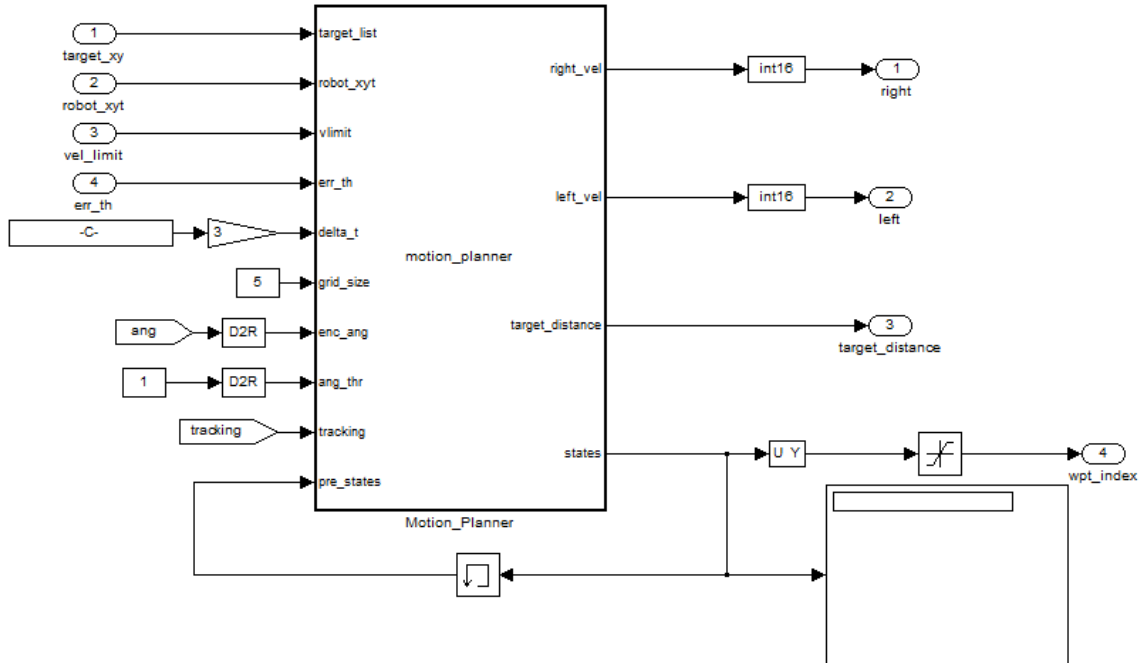 1
target_xy
2
robot_xyt
3
vel_limit
4
err_th
-C-
3
5
ang
D2R
1
D2R
tracking
target_list
robot_xyt
vlimit
err_th
delta_t
grid_size
enc_ang
ang_thr
tracking
pre_states
motion_planner
right_vel
left_vel
target_distance
states
Motion_Planner
int16
1
right
int16
2
left
3
target_distance
U Y
4
wpt_index